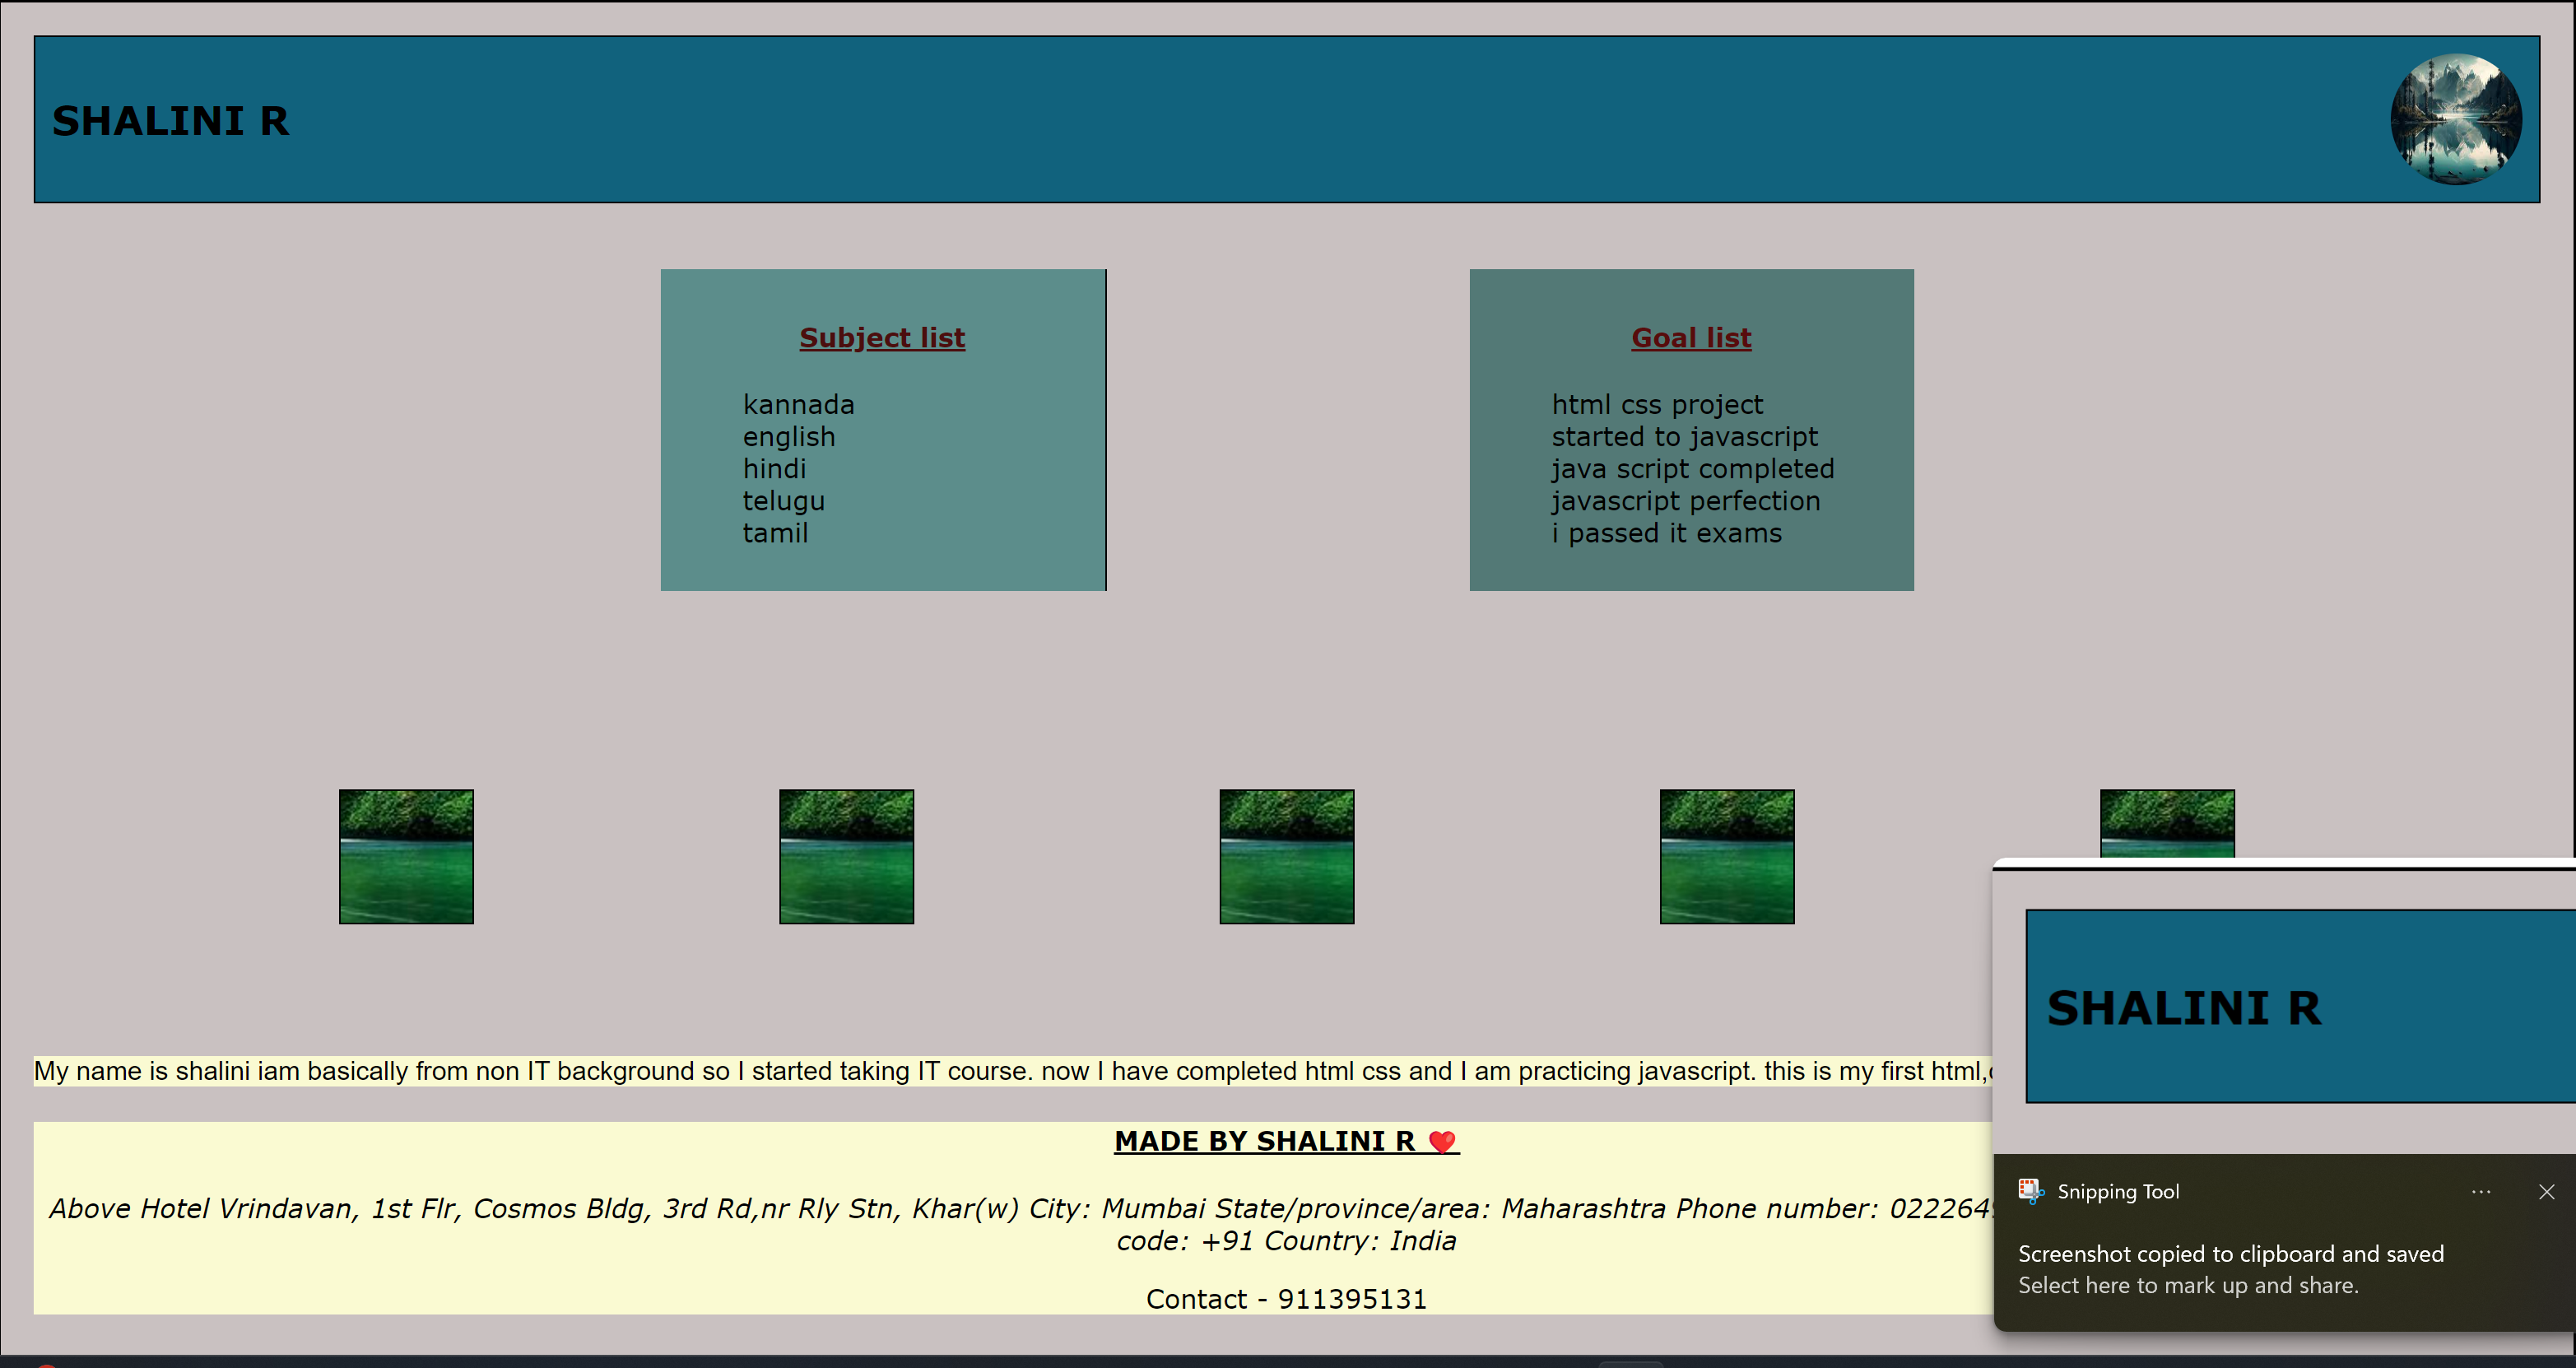 SHALINI R
Subject list
kannada
english
hindi
telugu
tamil
Goal list
html css project
started to javascript
java script completed
javascript perfection
i passed it exams
My name is shalini iam basically from non IT background so I started taking IT course. now I have completed html css and I am practicing javascript. this is my first html,
MADE BY SHALINI R ❤️
Above Hotel Vrindavan, 1st Flr, Cosmos Bldg, 3rd Rd,nr Rly Stn, Khar(w) City: Mumbai State/province/area: Maharashtra Phone number:
code: +91 Country: India
Contact - 911395131
SHALINI R
Snipping Tool
Screenshot copied to clipboard and saved
Select here to mark up and share.